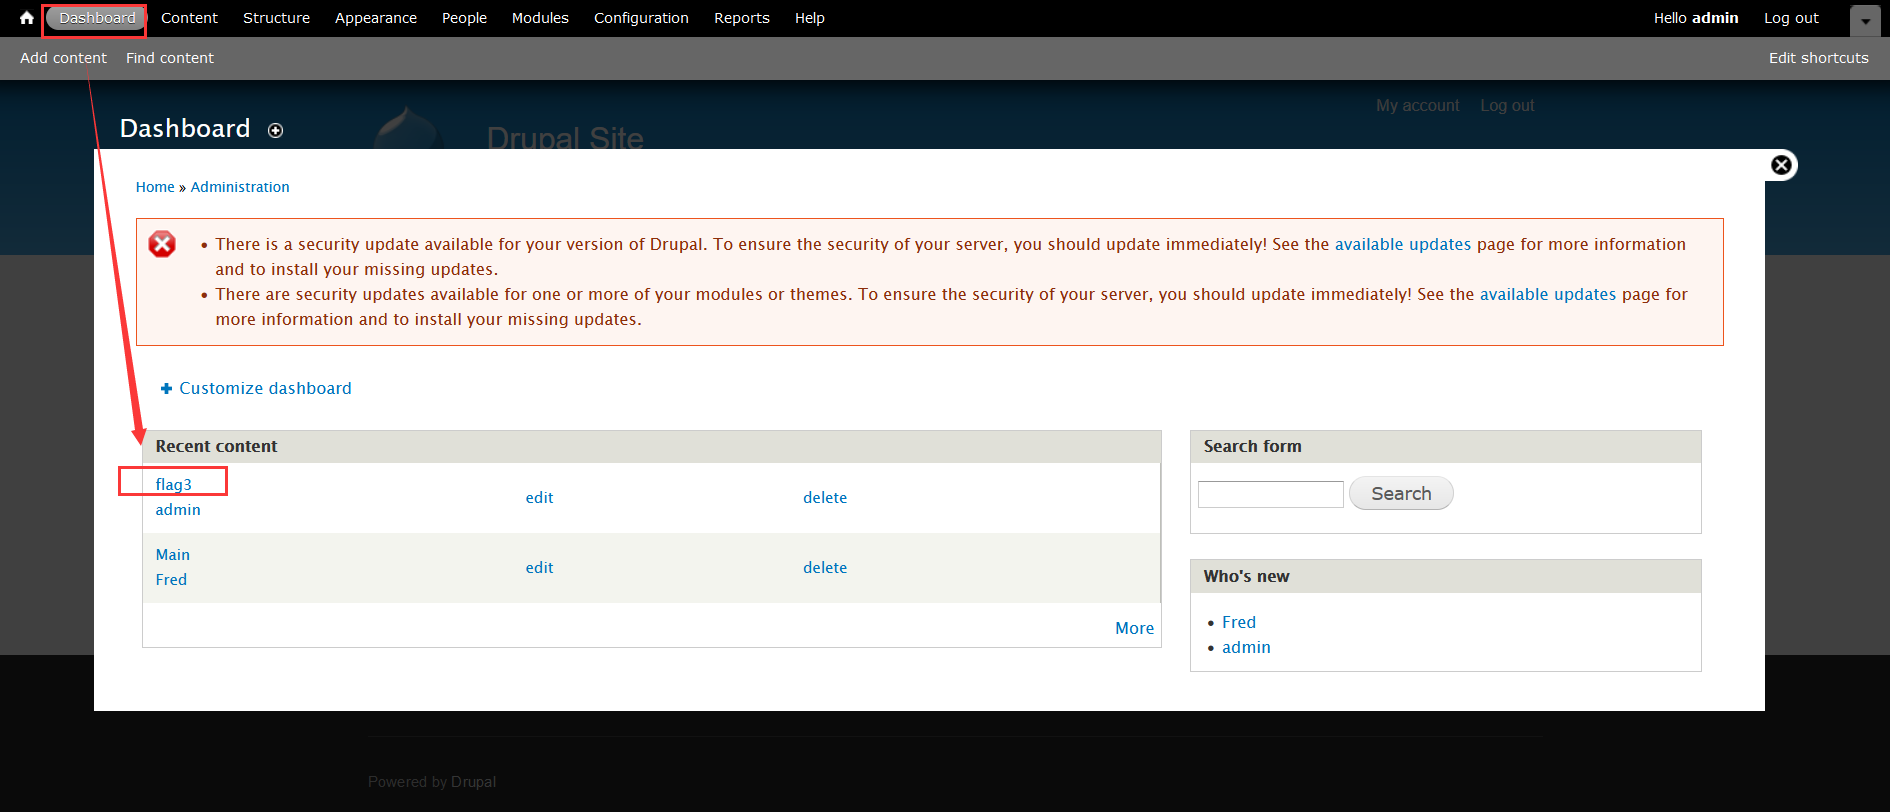 Dashboard Content Structure Appearance People Modules Configuration Reports Help Hello admin Log out
Add content Find content Edit shortcuts
My account Log out
Dashboard
Drupal Site
Home » Administration
• There is a security update available for your version of Drupal. To ensure the security of your server, you should update immediately! See the available updates page for more information
and to install your missing updates.
• There are security updates available for one or more of your modules or themes. To ensure the security of your server, you should update immediately! See the available updates page for
more information and to install your missing updates.
Customize dashboard
Recent content
flag3
admin
edit delete
Main
Fred
edit delete
More
Search form
Search
Who's new
• Fred
• admin
Powered by Drupal